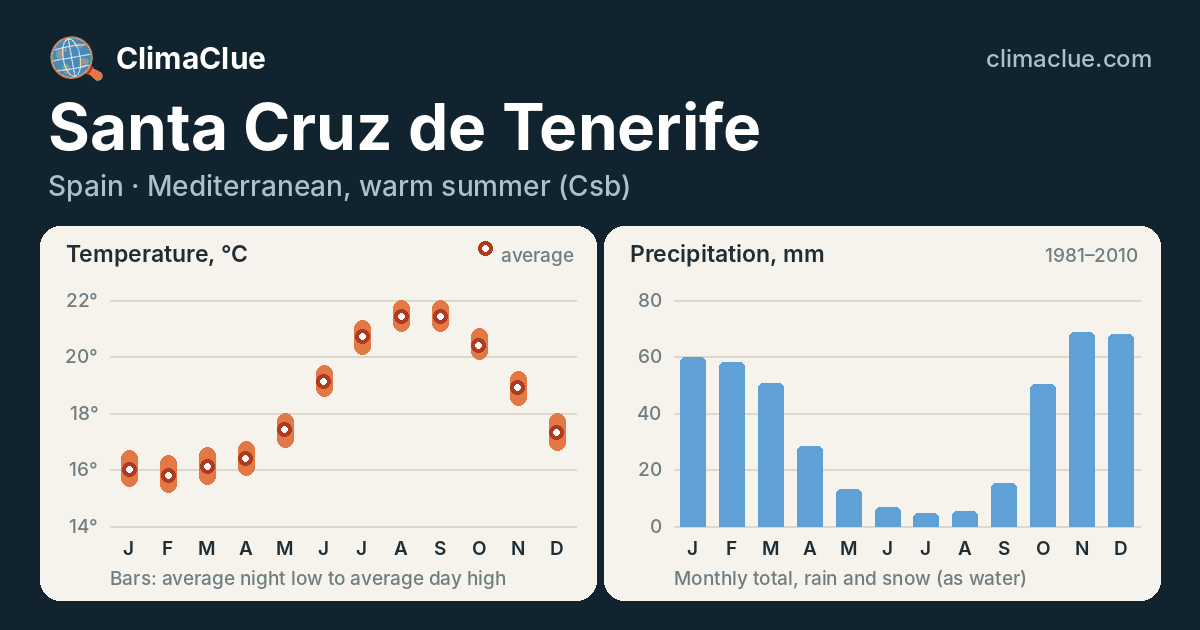 ClimaClue
climaclue.com
Santa Cruz de Tenerife
Spain · Mediterranean, warm summer (Csb)
Temperature, °C
average
22°
20°
18°
16°
14°
J F M A M J J A S O N D
Bars: average night low to average day high
Precipitation, mm
1981–2010
80
60
40
20
0
J F M A M J J A S O N D
Monthly total, rain and snow (as water)